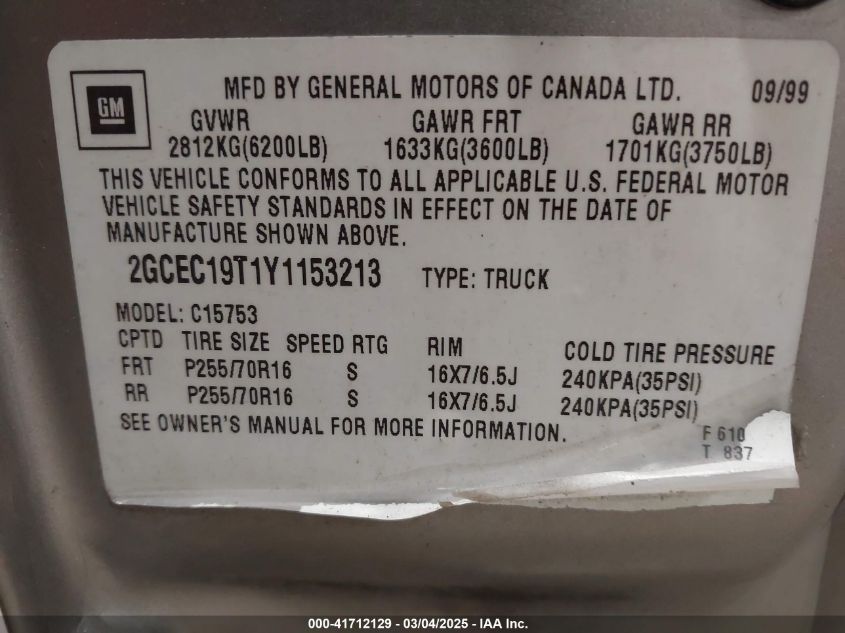 GM
MFD BY GENERAL MOTORS OF CANADA LTD. 09/99
GVWR GAWR FRT GAWR RR
2812KG(6200LB) 1633KG(3600LB) 1701KG(3750LB)
THIS VEHICLE CONFORMS TO ALL APPLICABLE U.S. FEDERAL MOTOR
VEHICLE SAFETY STANDARDS IN EFFECT ON THE DATE OF
MANUFACTURE SHOWN ABOVE.
2GCEC19T1Y1153213 TYPE: TRUCK
MODEL: C15753
CPTD TIRE SIZE SPEED RTG RIM COLD TIRE PRESSURE
FRT P255/70R16 S 16X7/6.5J 240KPA(35PSI)
RR P255/70R16 S 16X7/6.5J 240KPA(35PSI)
SEE OWNER'S MANUAL FOR MORE INFORMATION.
F 610
T 837
000-41712129 - 03/04/2025 - IAA Inc.